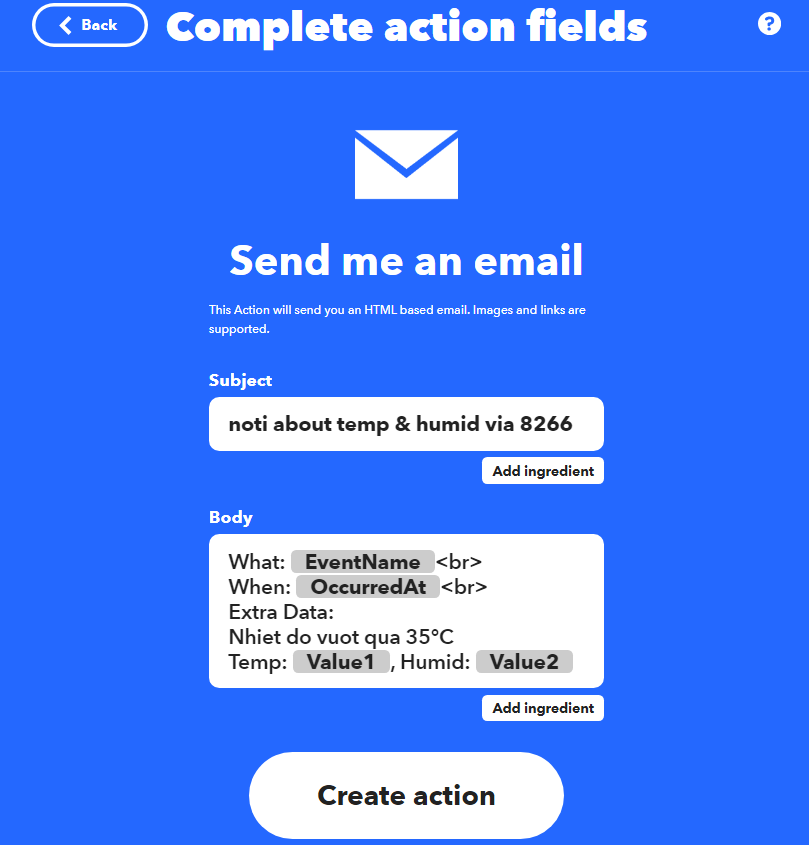 Back
Complete action fields
?
Send me an email
This Action will send you an HTML based email. Images and links are
supported.
Subject
noti about temp & humid via 8266
Add ingredient
Body
What: EventName <br>
When: OccurredAt <br>
Extra Data:
Nhiet do vuot qua 35°C
Temp: Value1 , Humid: Value2
Add ingredient
Create action